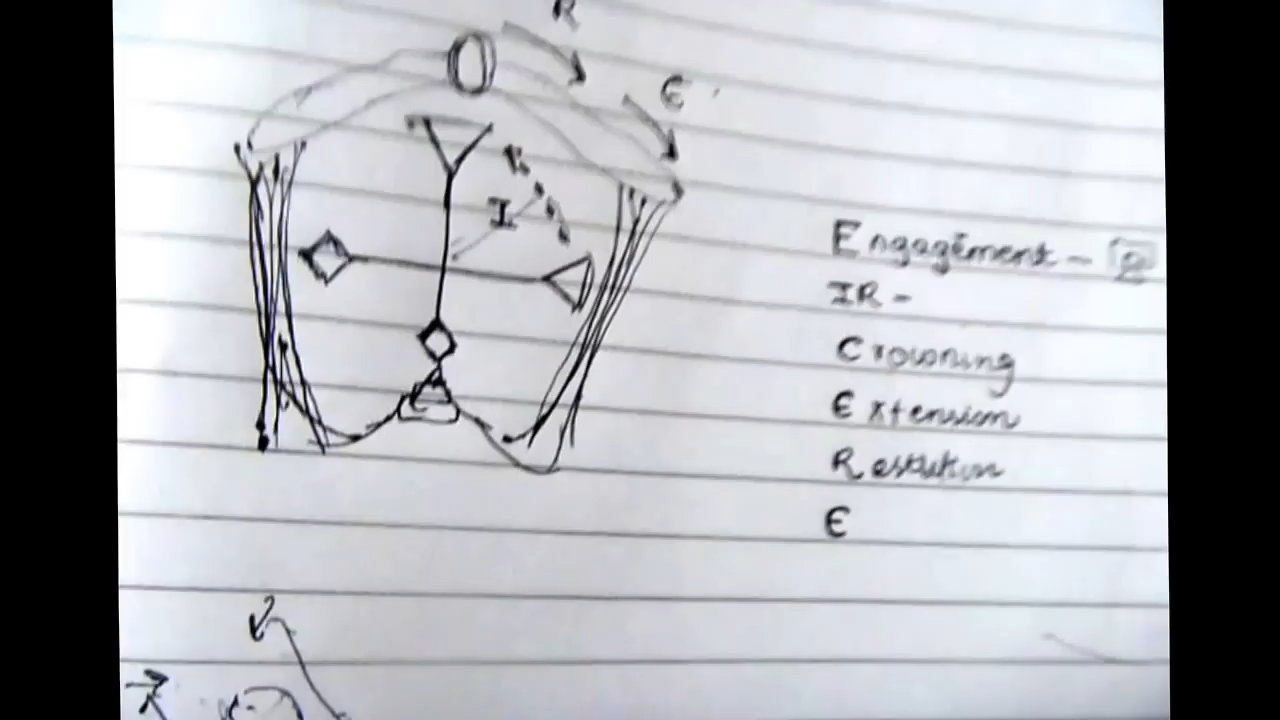 R
E
R
I
Engagement -
IR -
Crowning
Extension
Restitution
E